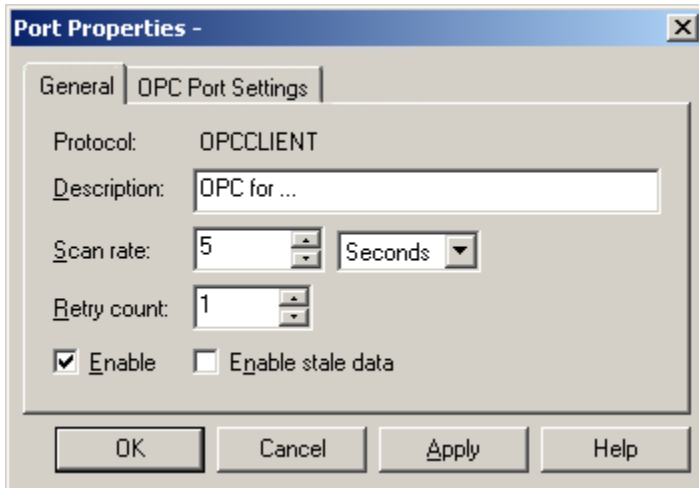 Port Properties -
General OPC Port Settings
Protocol: OPCCLIENT
Description: OPC for ...
Scan rate: 5 Seconds
Retry count: 1
Enable Enable stale data
OK Cancel Apply Help